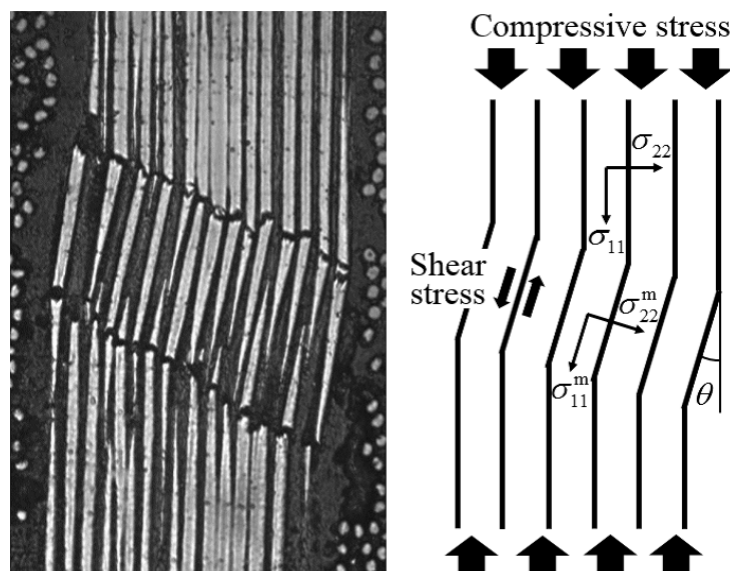 Compressive stress
σ₂₂
σ₁₁
Shear
stress
σ₂₂ᵐ
σ₁₁ᵐ
θ